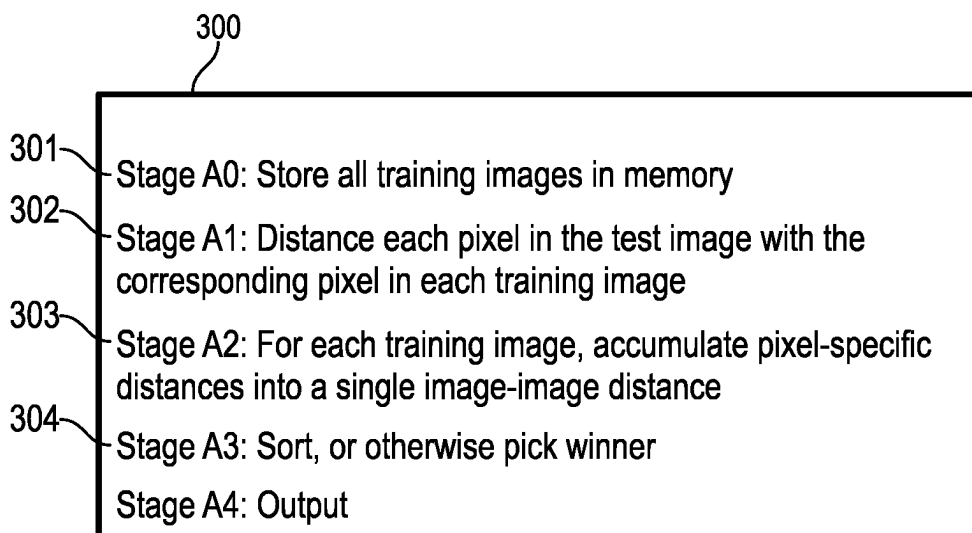 300
301
Stage A0: Store all training images in memory
302
Stage A1: Distance each pixel in the test image with the
corresponding pixel in each training image
303
Stage A2: For each training image, accumulate pixel-specific
distances into a single image-image distance
304
Stage A3: Sort, or otherwise pick winner
Stage A4: Output